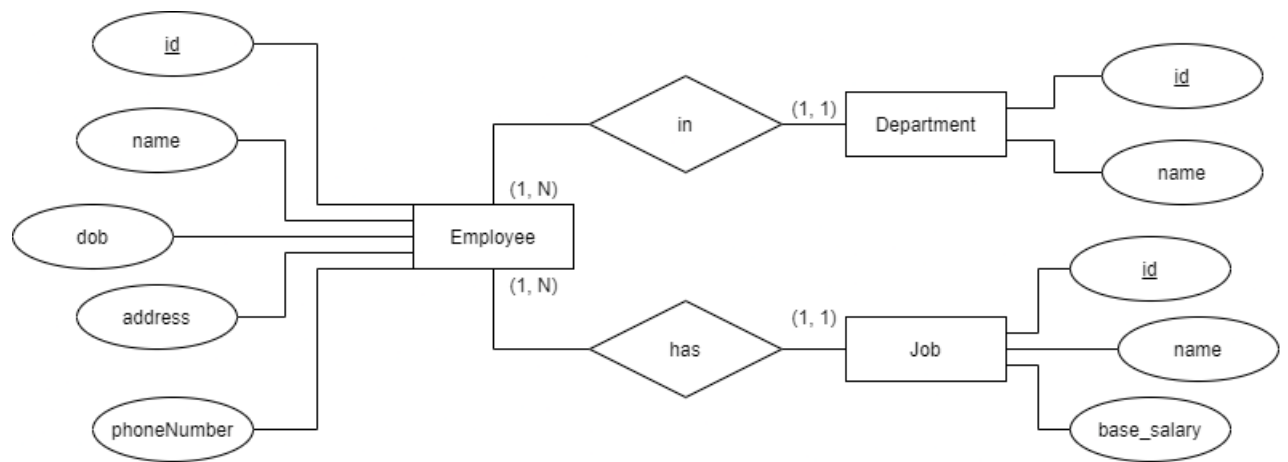 id
name
dob
address
phoneNumber
Employee
(1, N)
(1, N)
in
(1, 1)
Department
id
name
has
(1, 1)
Job
id
name
base_salary